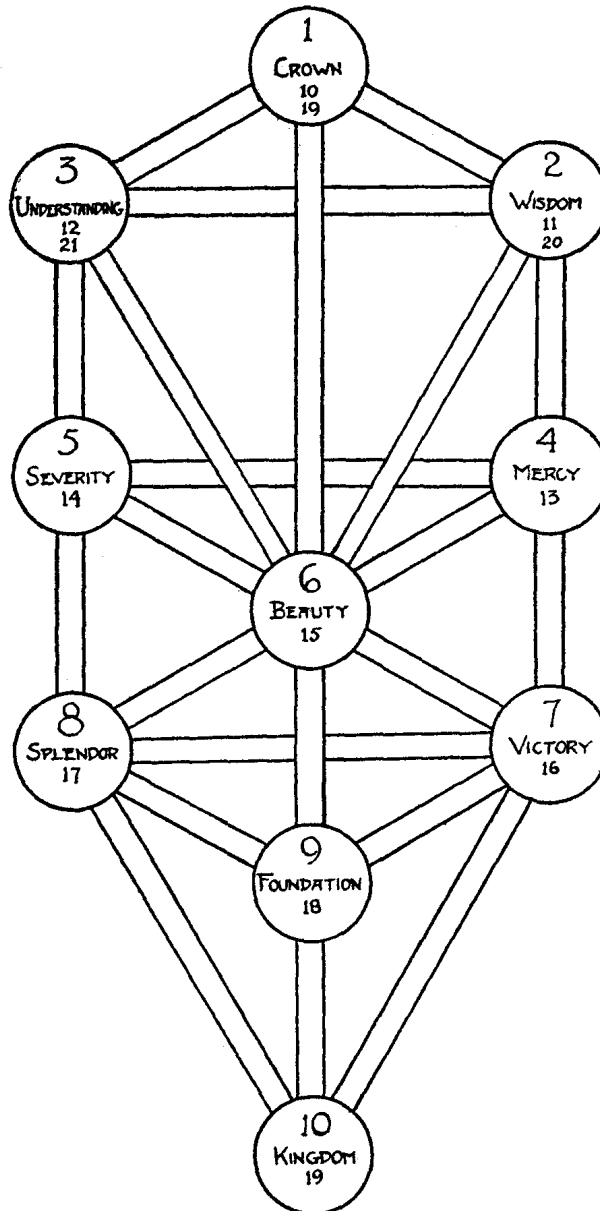 1
CROWN
10
19
3
UNDERSTANDING
12
21
2
WISDOM
11
20
5
SEVERITY
14
4
MERCY
13
6
BEAUTY
15
8
SPLENDOR
17
7
VICTORY
16
9
FOUNDATION
18
10
KINGDOM
19